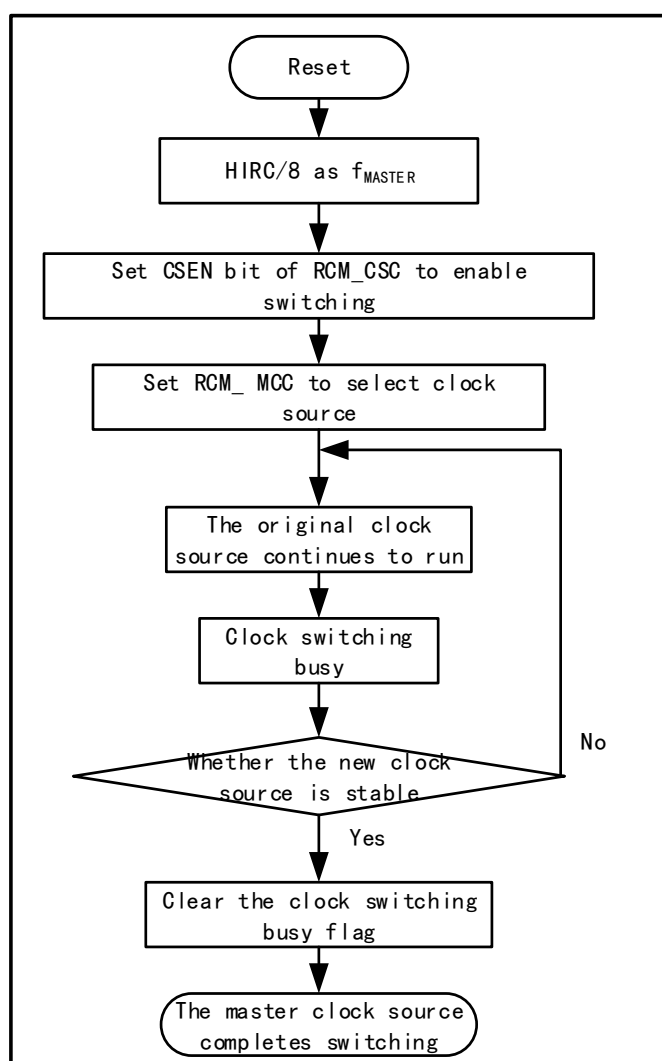 Reset
HIRC/8 as fMASTER
Set CSEN bit of RCM_CSC to enable
switching
Set RCM_ MCC to select clock
source
The original clock
source continues to run
Clock switching
busy
Whether the new clock
source is stable
No
Yes
Clear the clock switching
busy flag
The master clock source
completes switching